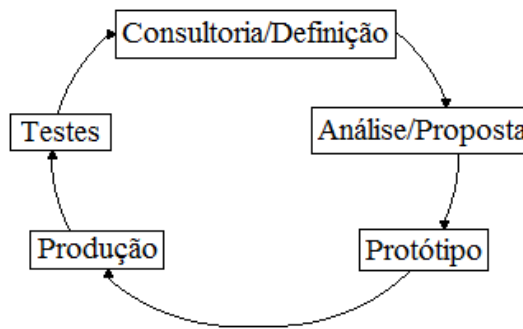 Consultoria/Definição
Análise/Proposta
Protótipo
Produção
Testes